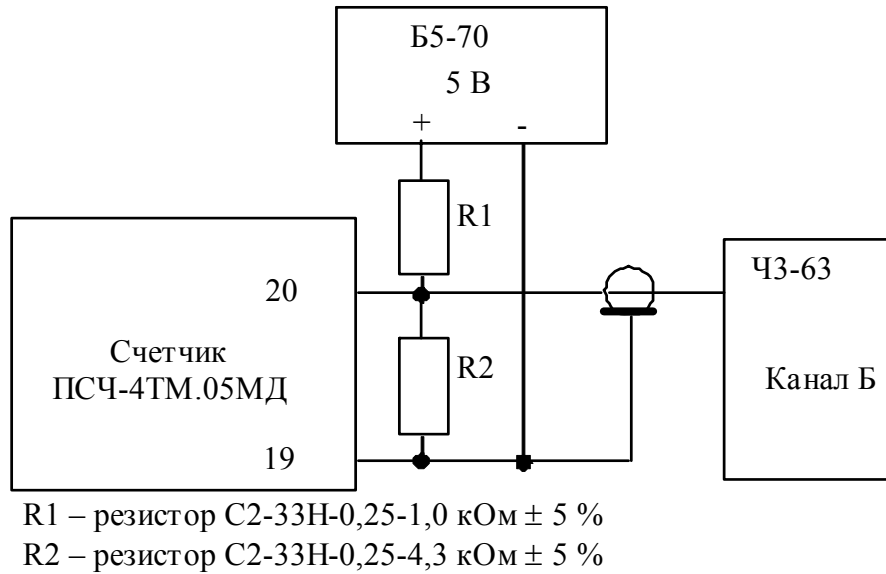 Б5-70
5 В
+ -
R1
20
Ч3-63
Счетчик
ПСЧ-4ТМ.05МД
R2
Канал Б
19
R1 – резистор С2-33Н-0,25-1,0 кОм ± 5 %
R2 – резистор С2-33Н-0,25-4,3 кОм ± 5 %